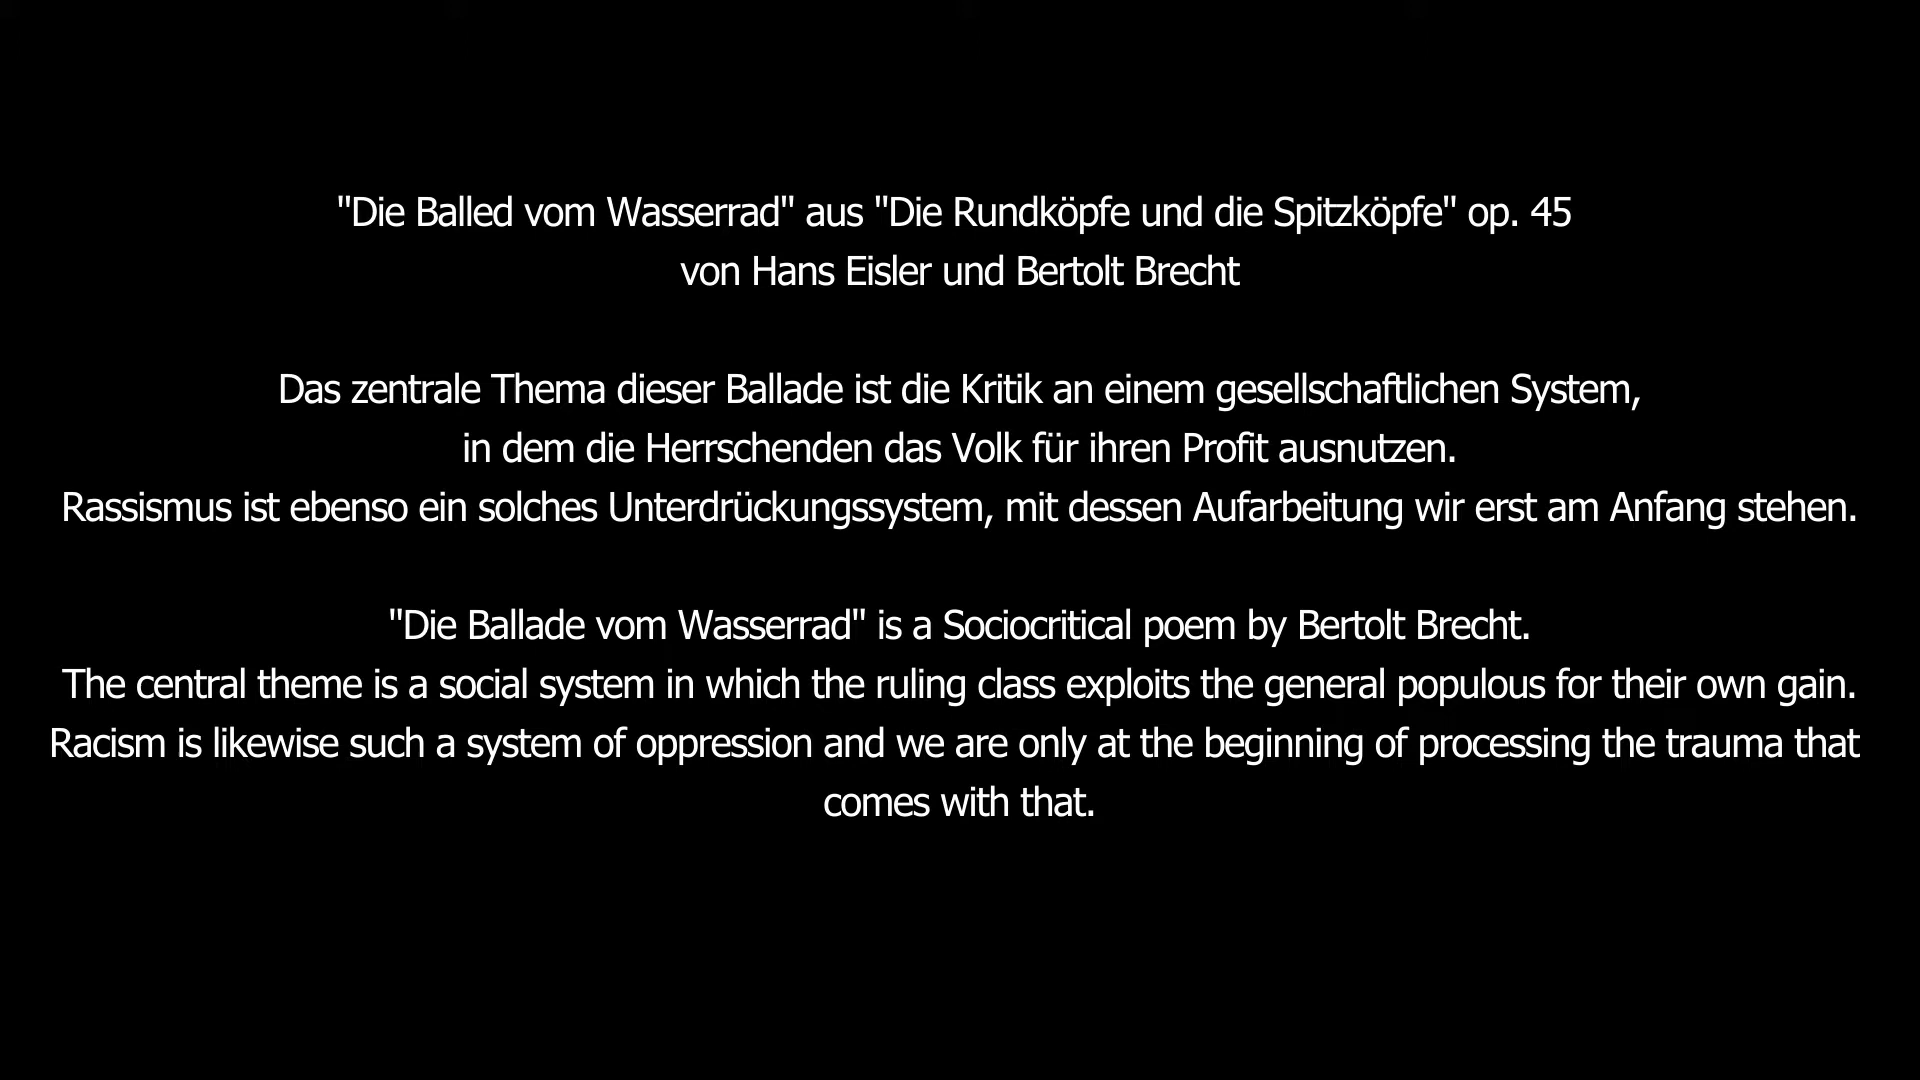 "Die Balled vom Wasserrad" aus "Die Rundköpfe und die Spitzköpfe" op. 45
von Hans Eisler und Bertolt Brecht
Das zentrale Thema dieser Ballade ist die Kritik an einem gesellschaftlichen System,
in dem die Herrschenden das Volk für ihren Profit ausnutzen.
Rassismus ist ebenso ein solches Unterdrückungssystem, mit dessen Aufarbeitung wir erst am Anfang stehen.
"Die Ballade vom Wasserrad" is a Sociocritical poem by Bertolt Brecht.
The central theme is a social system in which the ruling class exploits the general populous for their own gain.
Racism is likewise such a system of oppression and we are only at the beginning of processing the trauma that
comes with that.